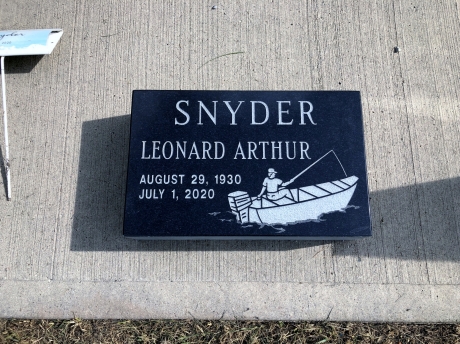 SNYDER
LEONARD ARTHUR
AUGUST 29, 1930
JULY 1, 2020